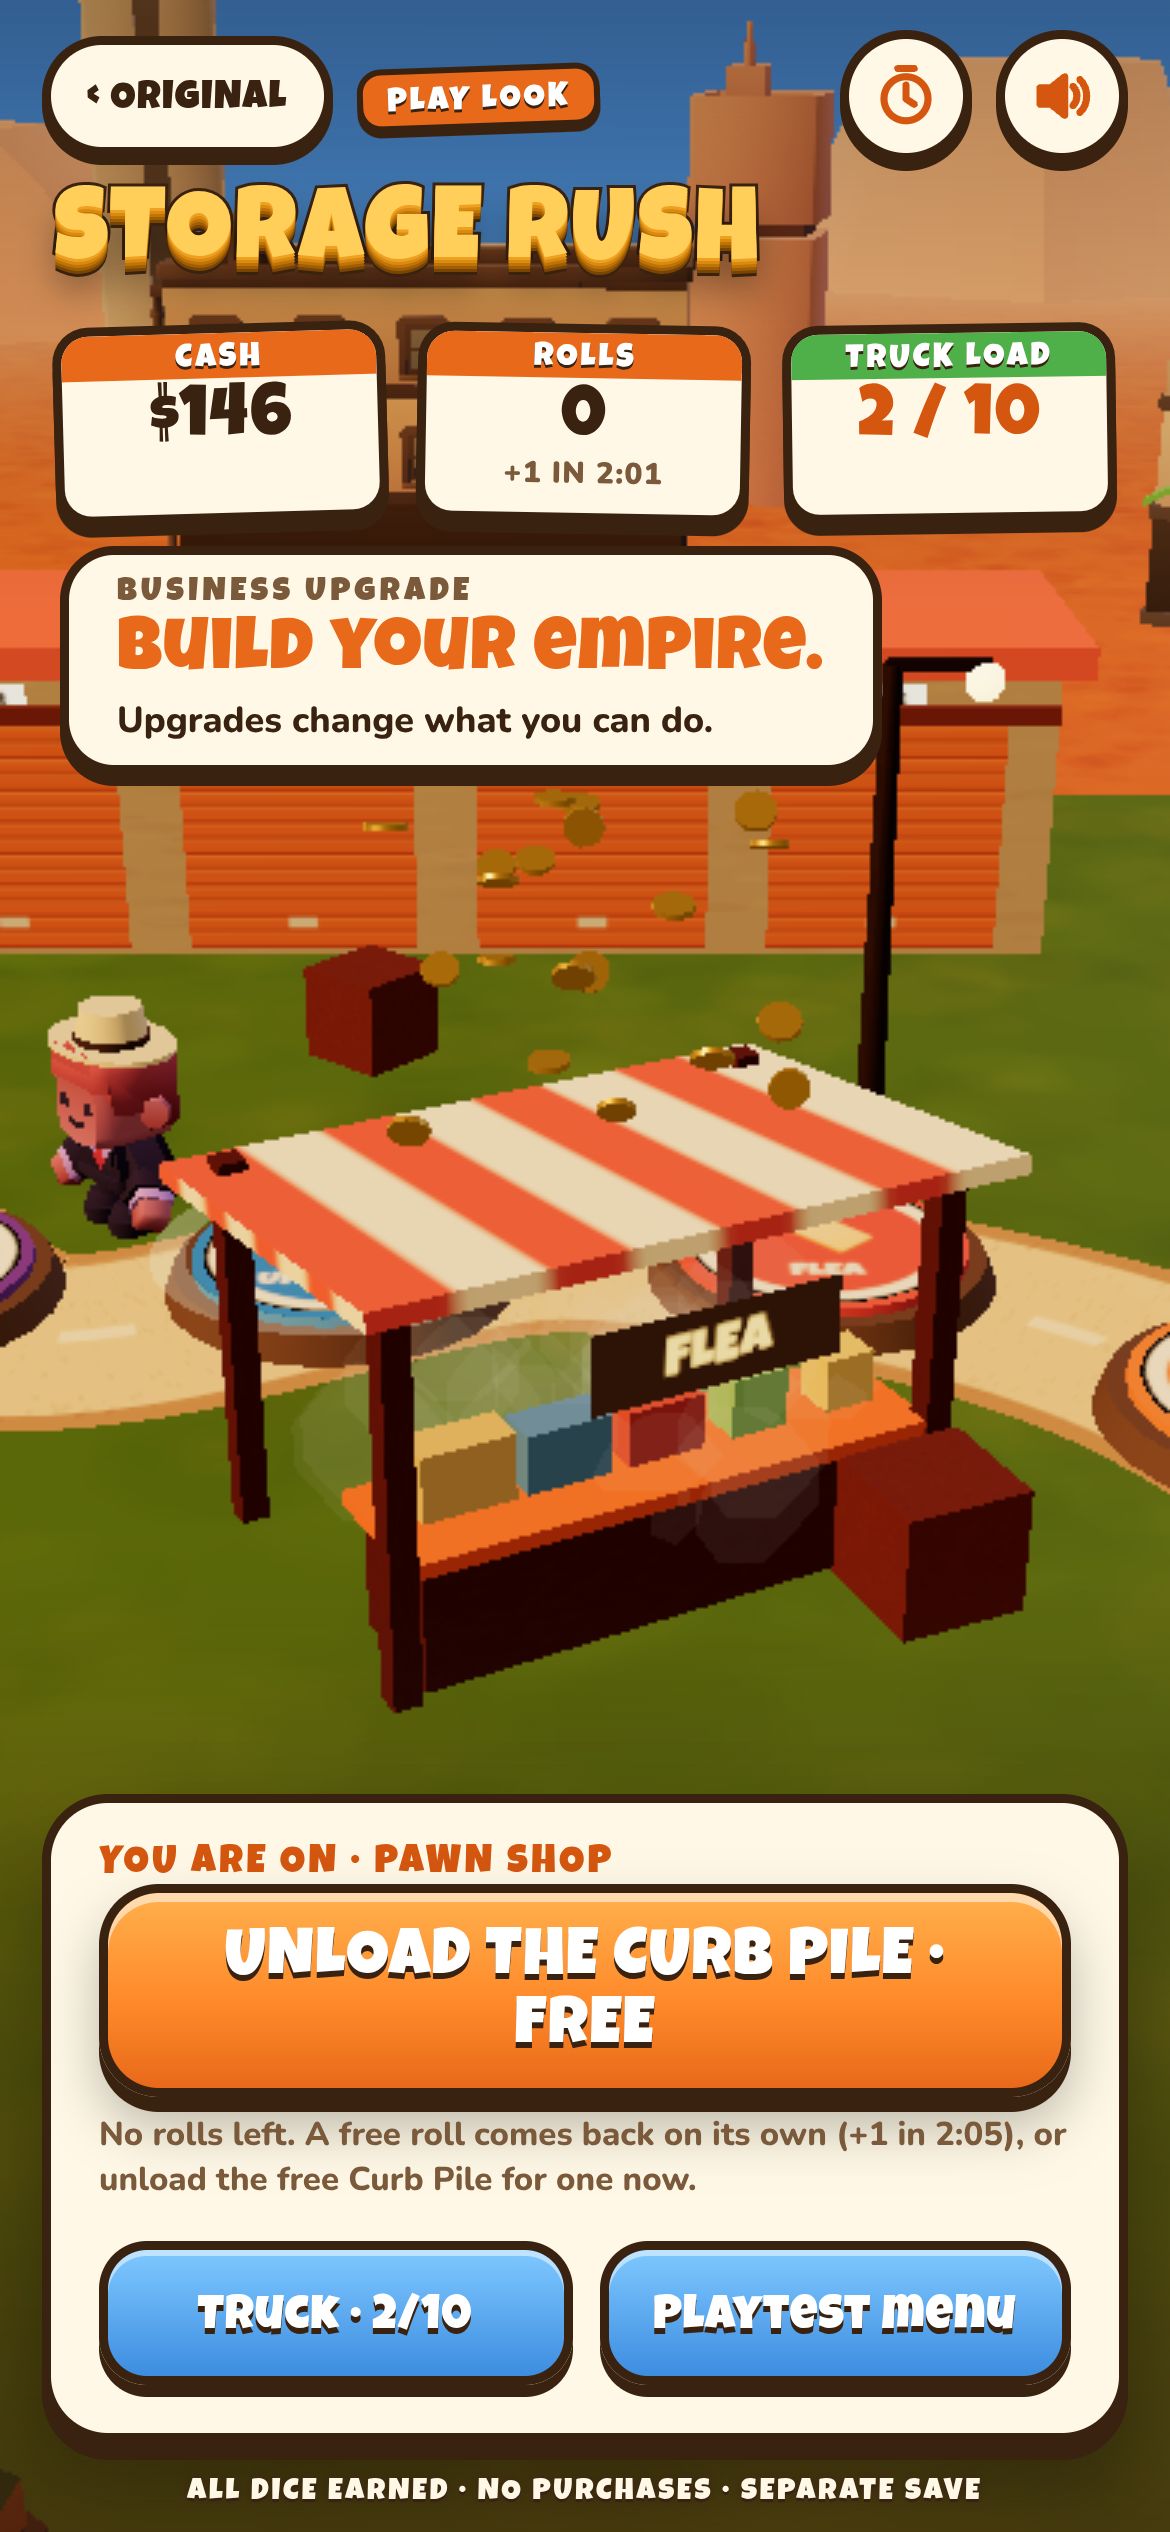 ‹ ORIGINAL
PLAY LOOK
STORAGE RUSH
CASH
$146
ROLLS
0
+1 IN 2:01
TRUCK LOAD
2 / 10
BUSINESS UPGRADE
BUILD YOUR EMPIRE.
Upgrades change what you can do.
FLEA
FLEA
YOU ARE ON · PAWN SHOP
UNLOAD THE CURB PILE ·
FREE
No rolls left. A free roll comes back on its own (+1 in 2:05), or
unload the free Curb Pile for one now.
TRUCK · 2/10
PLAYTEST MENU
ALL DICE EARNED · NO PURCHASES · SEPARATE SAVE